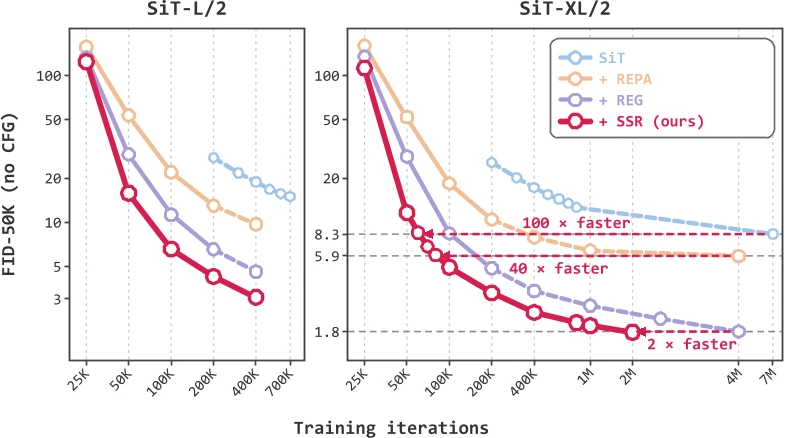 SiT-L/2
SiT-XL/2
FID-50K (no CFG)
100
50
20
10
5
3
25K
50K
100K
200K
400K
700K
100
50
20
8.3
5.9
1.8
SiT
+ REPA
+ REG
+ SSR (ours)
100 × faster
40 × faster
2 × faster
25K
50K
100K
200K
400K
1M
2M
4M
7M
Training iterations